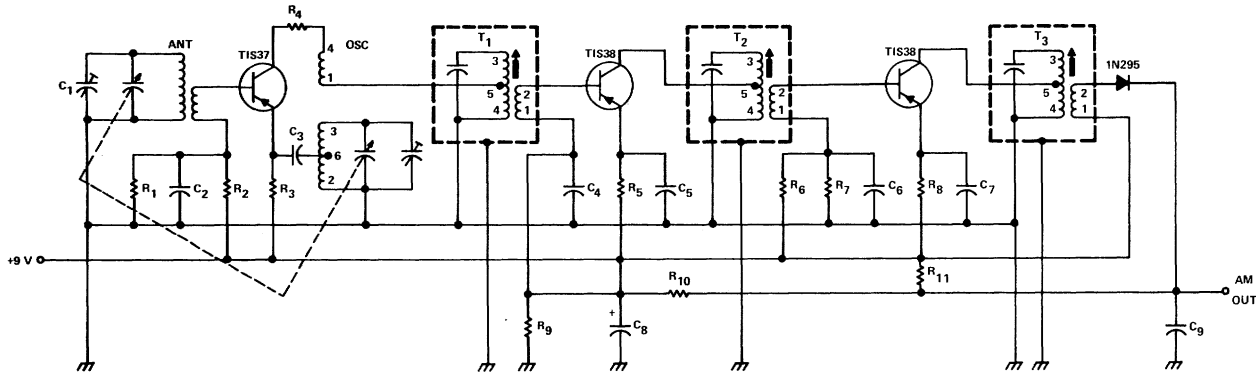 R4
ANT
TIS37
4
OSC
1
T1
3
5
2
4
1
TIS38
T2
3
5
2
4
1
TIS38
T3
3
5
2
4
1
1N295
C1
C3
3
6
2
R1
C2
R2
R3
C4
R5
C5
R6
R7
C6
R8
C7
+9 V
R10
R11
AM
OUT
R9
+
C8
C9